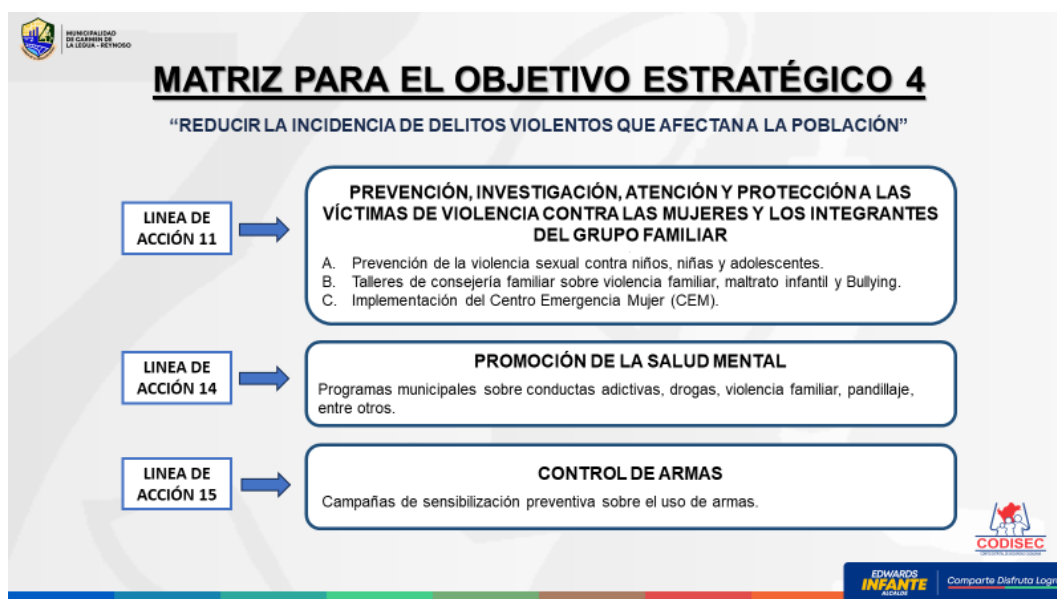 MUNICIPALIDAD
DE CARMEN DE
LA LEGUA - REYNOSO
MATRIZ PARA EL OBJETIVO ESTRATÉGICO 4
“REDUCIR LA INCIDENCIA DE DELITOS VIOLENTOS QUE AFECTAN A LA POBLACIÓN”
LINEA DE
ACCIÓN 11
PREVENCIÓN, INVESTIGACIÓN, ATENCIÓN Y PROTECCIÓN A LAS
VÍCTIMAS DE VIOLENCIA CONTRA LAS MUJERES Y LOS INTEGRANTES
DEL GRUPO FAMILIAR
A. Prevención de la violencia sexual contra niños, niñas y adolescentes.
B. Talleres de consejería familiar sobre violencia familiar, maltrato infantil y Bullying.
C. Implementación del Centro Emergencia Mujer (CEM).
LINEA DE
ACCIÓN 14
PROMOCIÓN DE LA SALUD MENTAL
Programas municipales sobre conductas adictivas, drogas, violencia familiar, pandillaje,
entre otros.
LINEA DE
ACCIÓN 15
CONTROL DE ARMAS
Campañas de sensibilización preventiva sobre el uso de armas.
CODISEC
EDWARDS
INFANTE
ALCALDE
Comparte Disfruta Logr